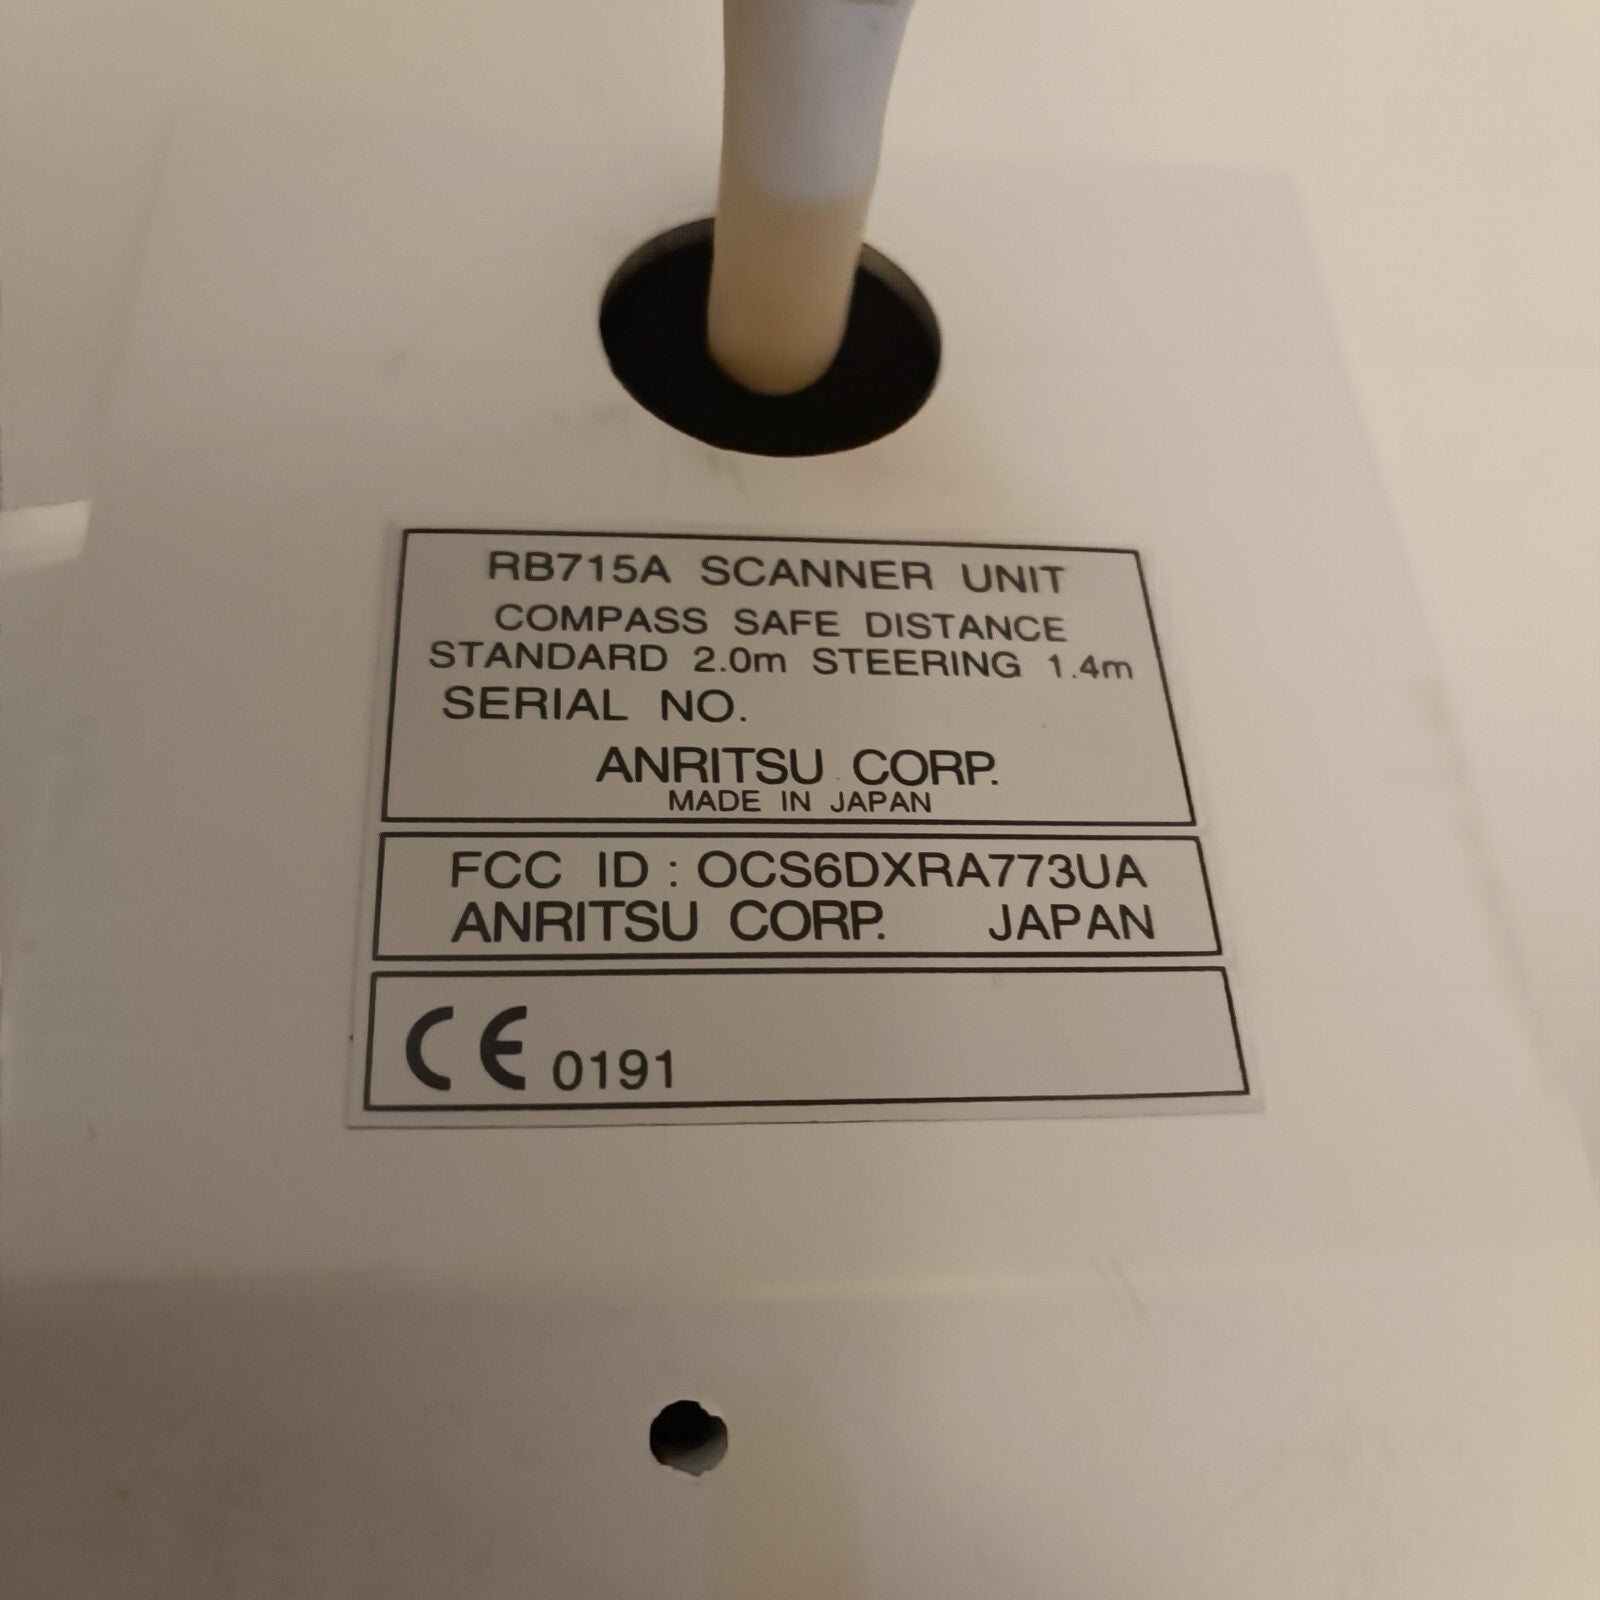 RB715A SCANNER UNIT
COMPASS SAFE DISTANCE
STANDARD 2.0m STEERING 1.4m
SERIAL NO.
ANRITSU CORP.
MADE IN JAPAN
FCC ID : OCS6DXRA773UA
ANRITSU CORP. JAPAN
CE 0191